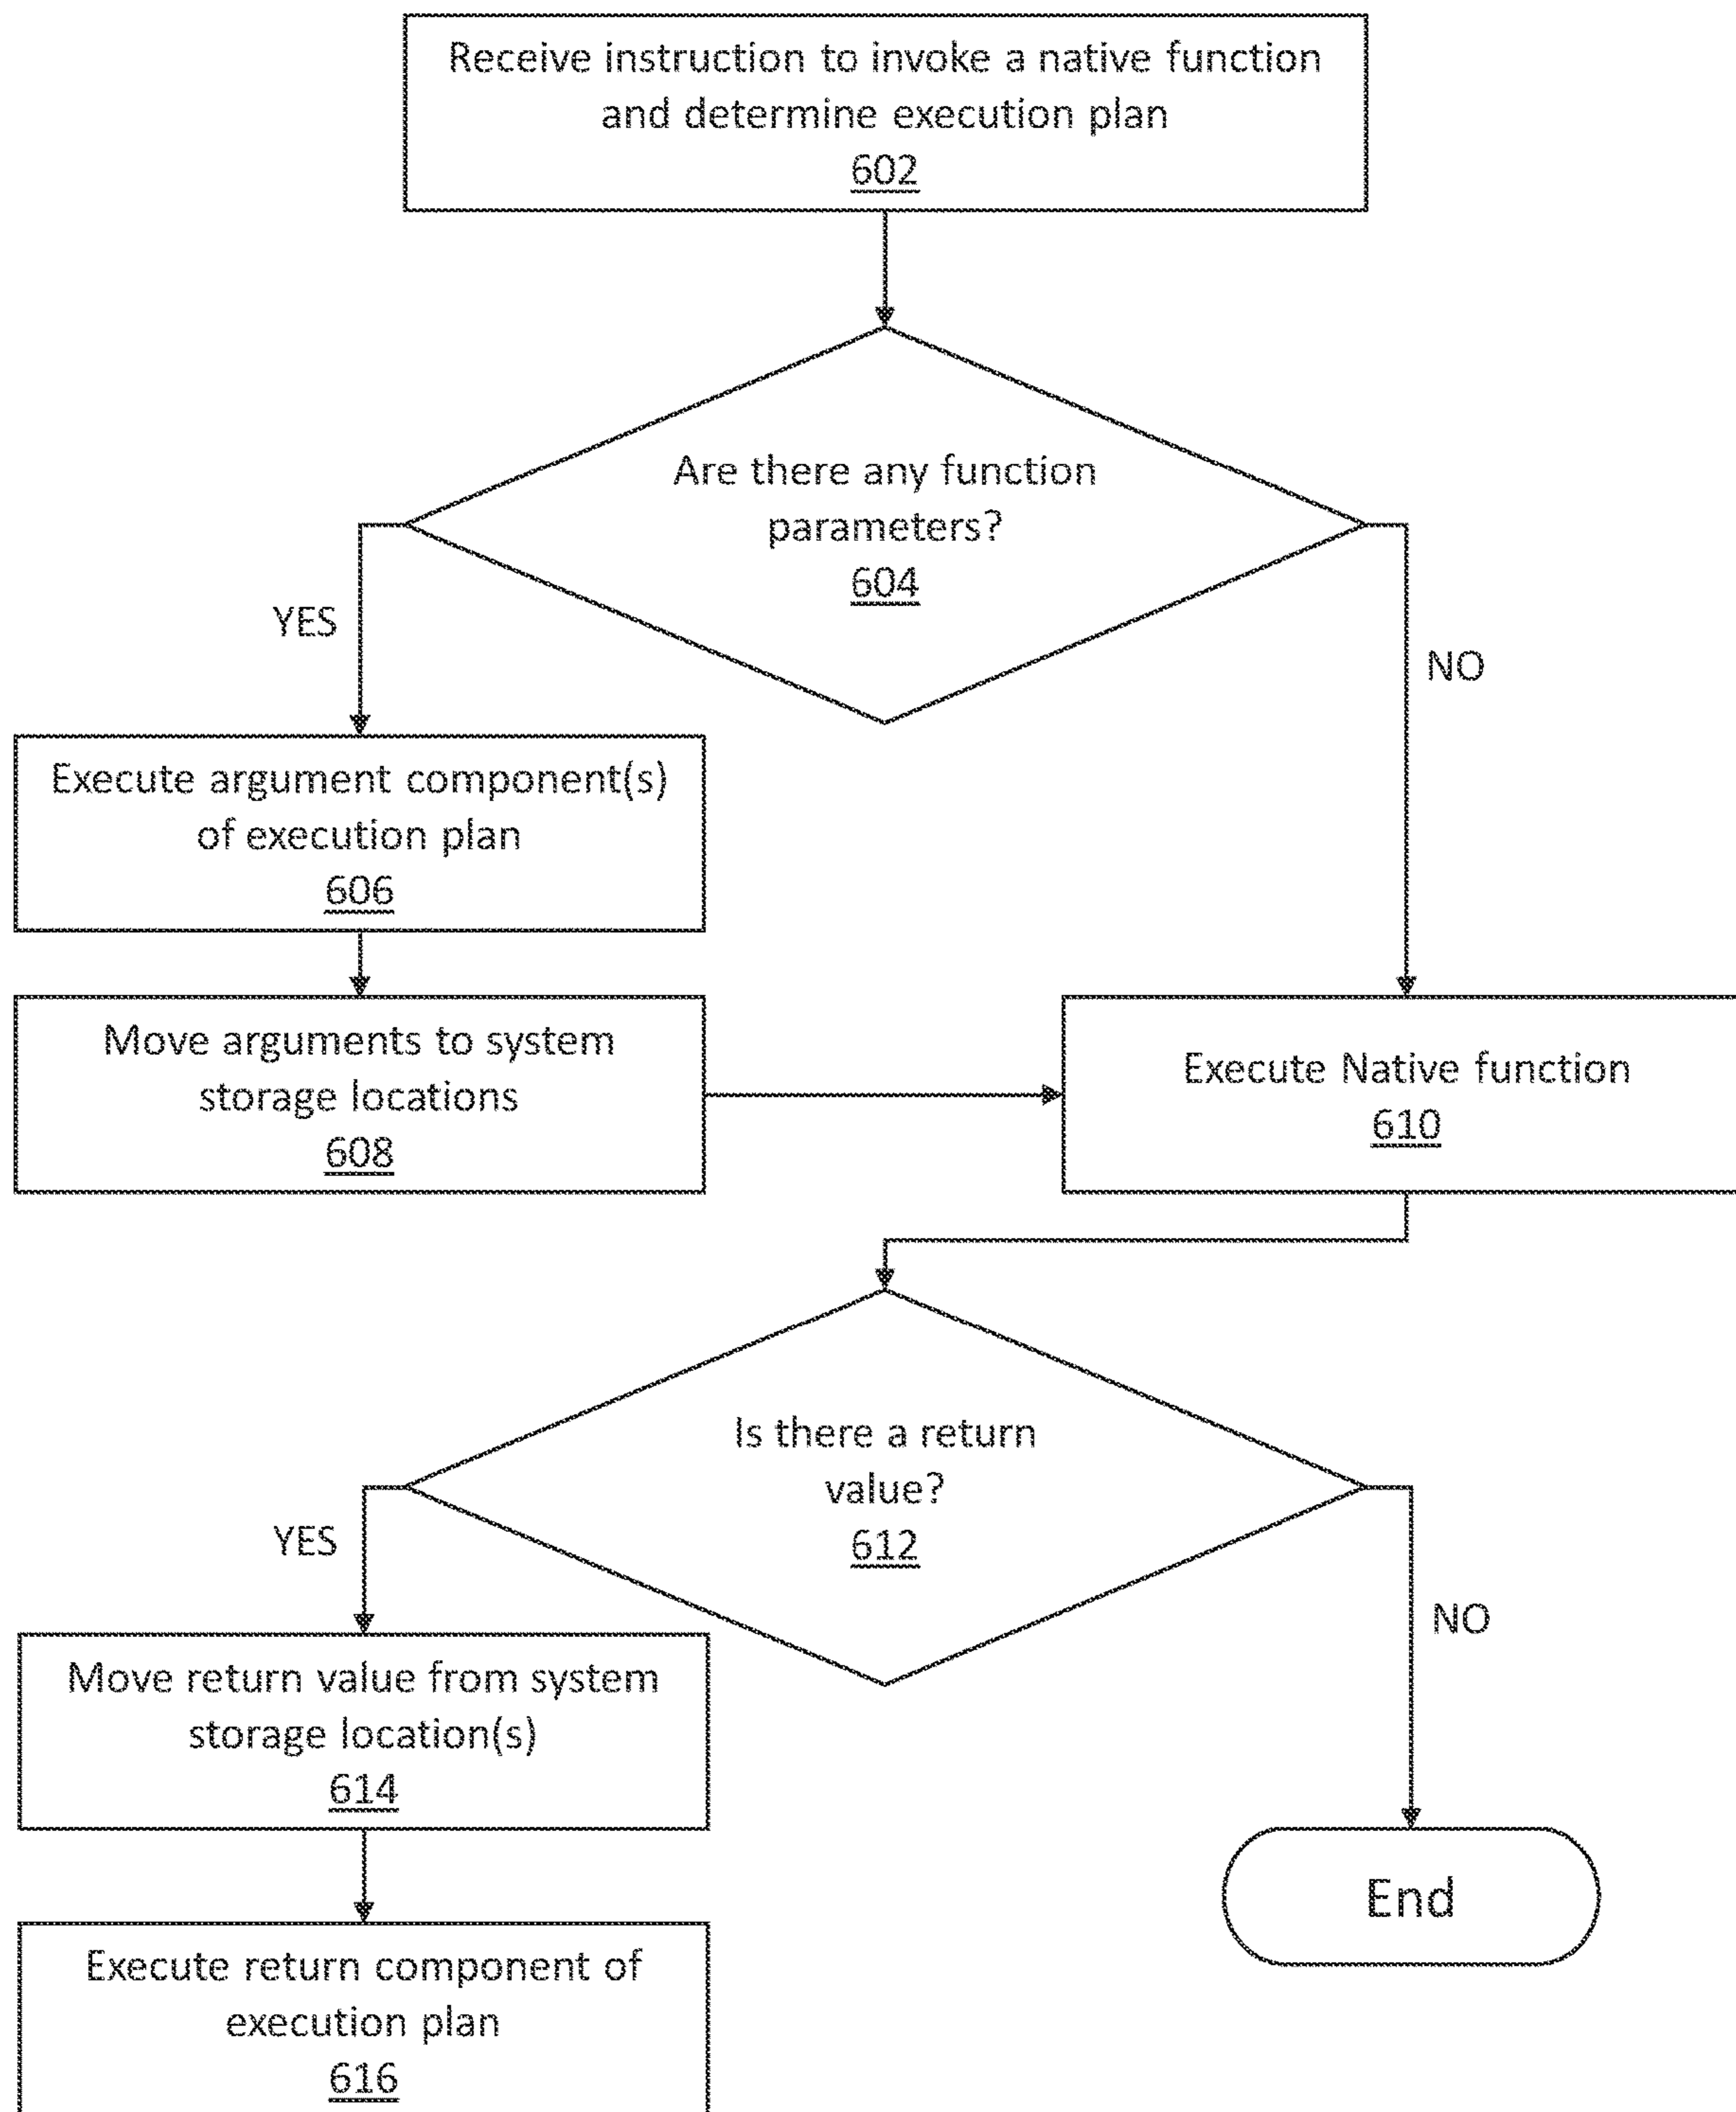 Receive instruction to invoke a native function
and determine execution plan
602
Are there any function
parameters?
604
YES
NO
Execute argument component(s)
of execution plan
606
Move arguments to system
storage locations
608
Execute Native function
610
Is there a return
value?
612
YES
NO
Move return value from system
storage location(s)
614
End
Execute return component of
execution plan
616